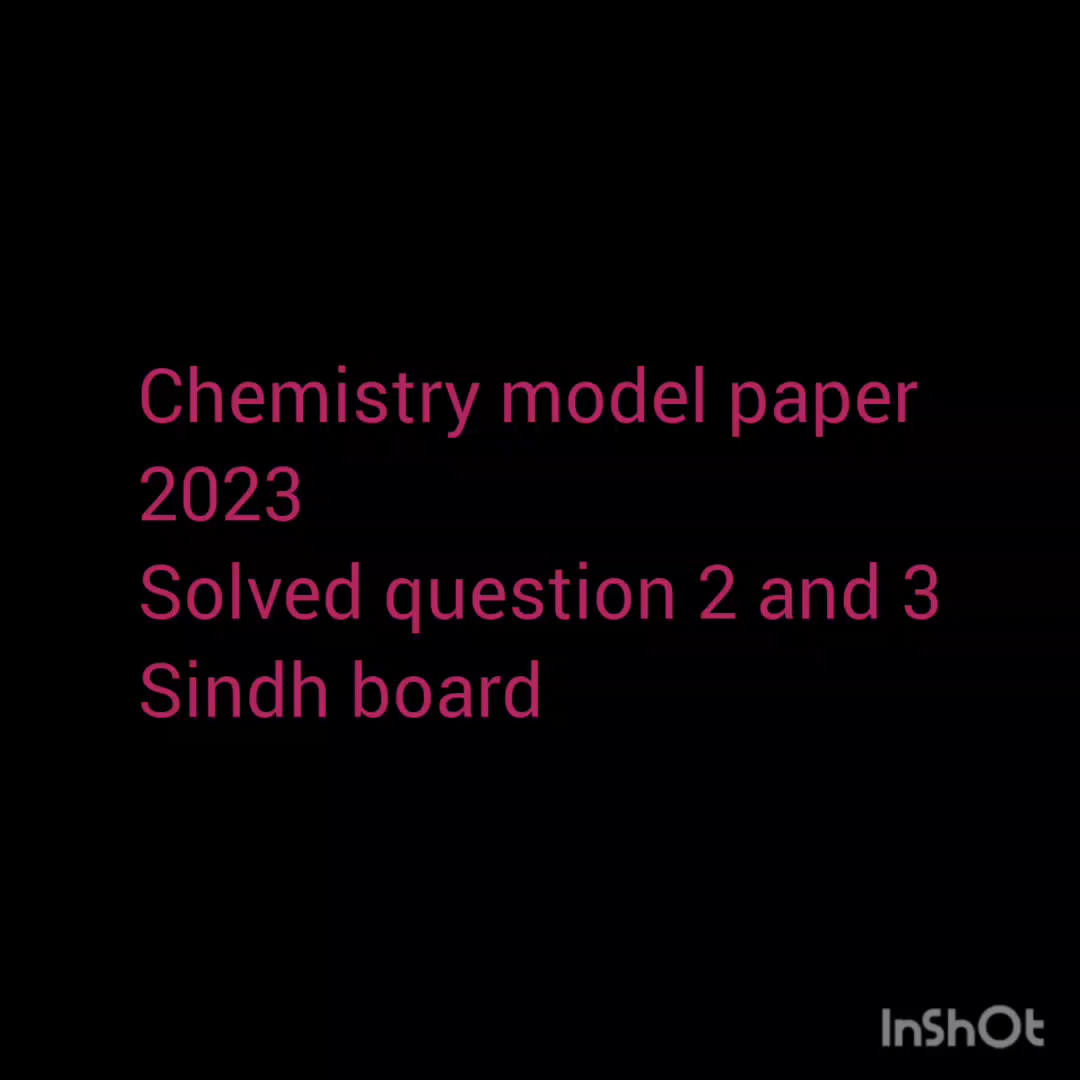 Chemistry model paper
2023
Solved question 2 and 3
Sindh board
InShOt